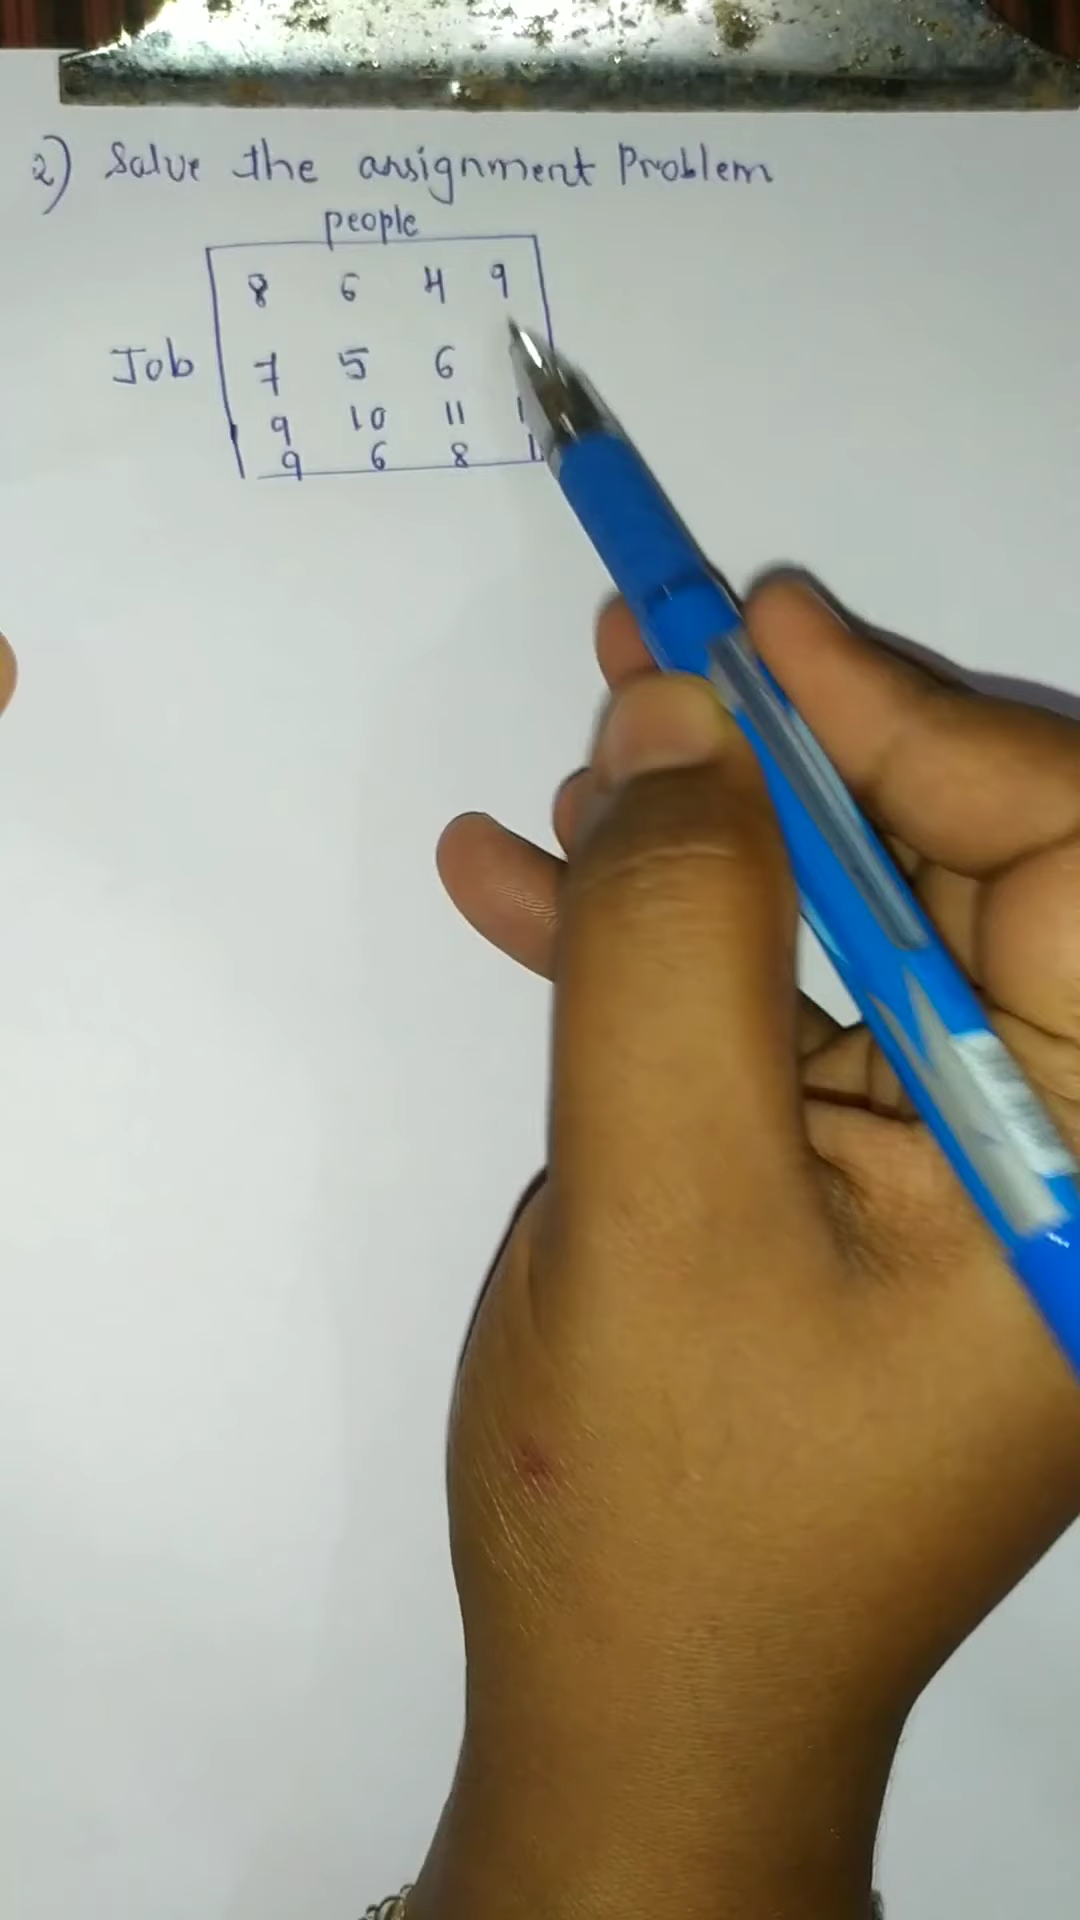 2) Solve the assignment Problem
people
8 6 4 9
Job 7 5 6
9 10 11
9 6 8